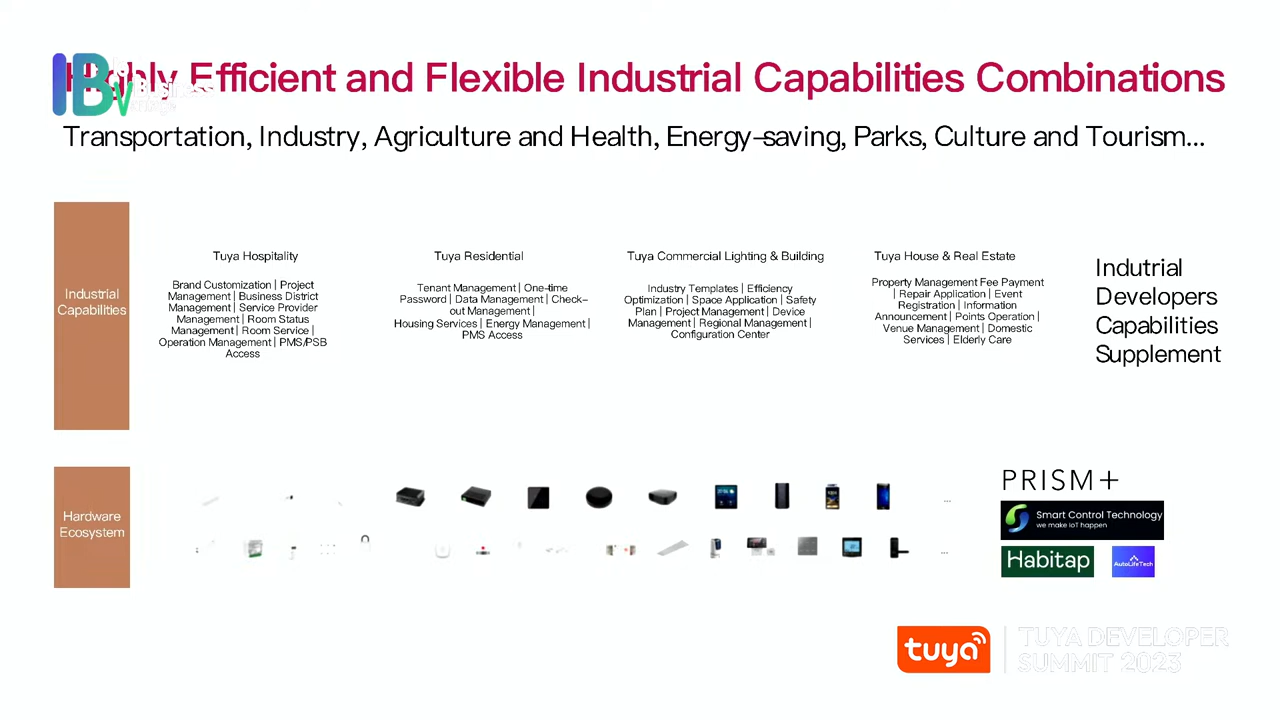 Highly Efficient and Flexible Industrial Capabilities Combinations
IB
v
Business
Transportation, Industry, Agriculture and Health, Energy-saving, Parks, Culture and Tourism...
Industrial
Capabilities
Tuya Hospitality
Brand Customization | Project
Management | Business District
Management | Service Provider
Management | Room Status
Management | Room Service |
Operation Management | PMS/PSB
Access
Tuya Residential
Tenant Management | One-time
Password | Data Management | Check-
out Management |
Housing Services | Energy Management |
PMS Access
Tuya Commercial Lighting & Building
Industry Templates | Efficiency
Optimization | Space Application | Safety
Plan | Project Management | Device
Management | Regional Management |
Configuration Center
Tuya House & Real Estate
Property Management Fee Payment
| Repair Application | Event
Registration | Information
Announcement | Points Operation |
Venue Management | Domestic
Services | Elderly Care
Indutrial
Developers
Capabilities
Supplement
Hardware
Ecosystem
...
...
PRISM+
Smart Control Technology
we make IoT happen
Habitap
AutoLifeTech
tuya
TUYA DEVELOPER
SUMMIT 2023